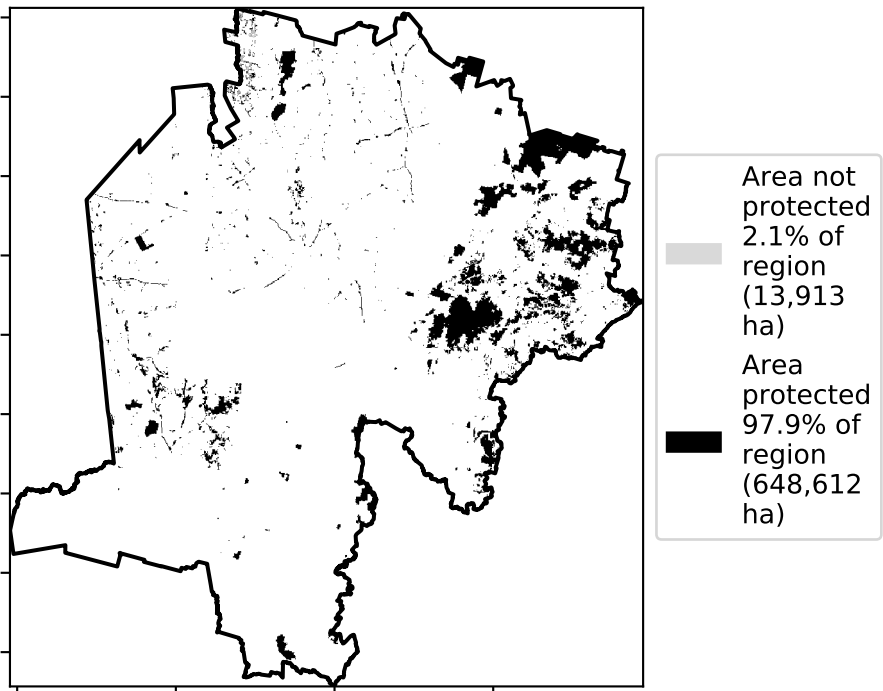 Area not
protected
2.1% of
region
(13,913
ha)
Area
protected
97.9% of
region
(648,612
ha)